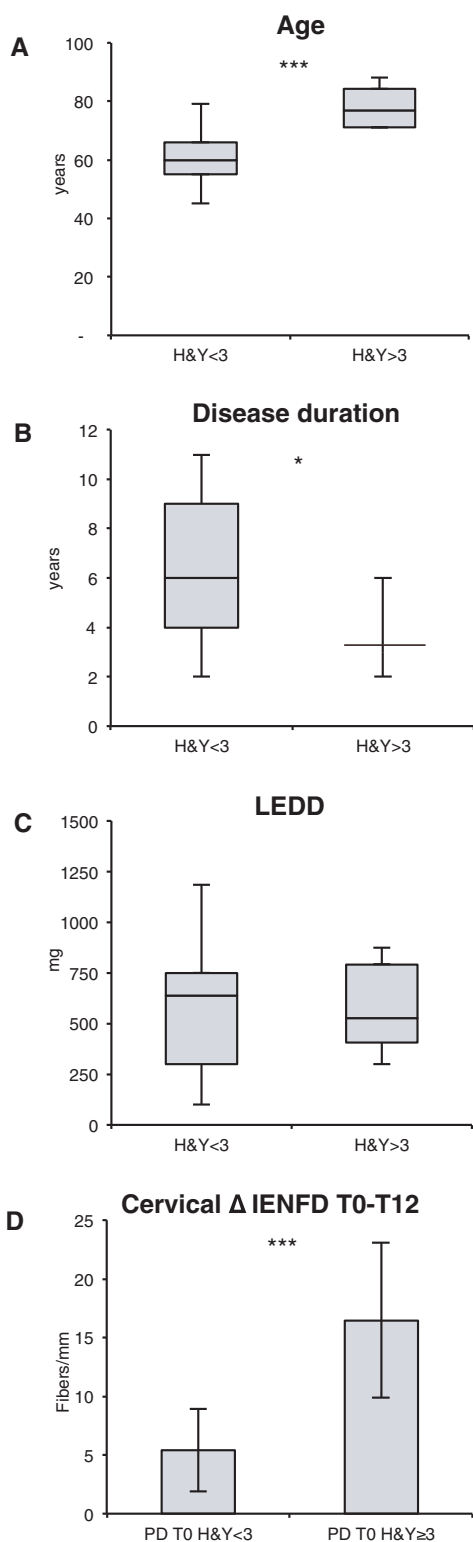 A
Age
***
100
80
60
40
20
-
years
H&Y<3
H&Y>3
B
Disease duration
*
12
10
8
6
4
2
0
years
H&Y<3
H&Y>3
C
LEDD
1500
1250
1000
750
500
250
0
mg
H&Y<3
H&Y>3
D
Cervical Δ IENFD T0-T12
***
25
20
15
10
5
0
Fibers/mm
PD T0 H&Y<3
PD T0 H&Y≥3